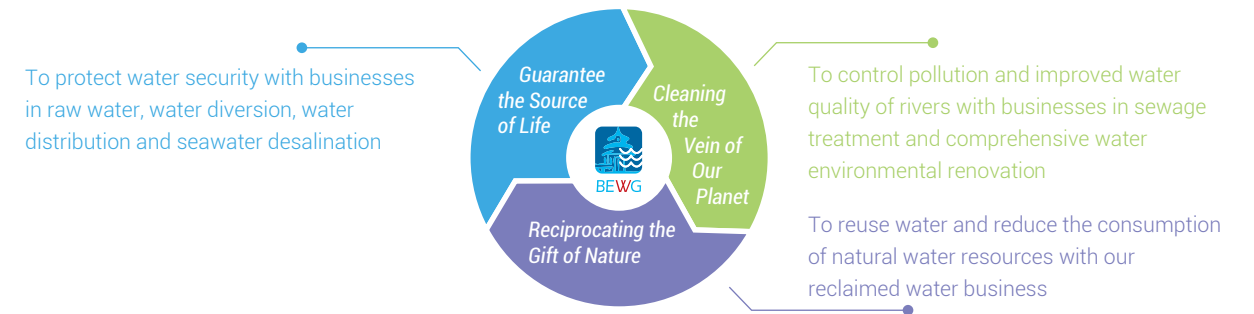 To protect water security with businesses
in raw water, water diversion, water
distribution and seawater desalination
Guarantee
the Source
of Life
Cleaning
the
Vein of
Our
Planet
BEWG
Reciprocating the
Gift of Nature
To control pollution and improved water
quality of rivers with businesses in sewage
treatment and comprehensive water
environmental renovation
To reuse water and reduce the consumption
of natural water resources with our
reclaimed water business